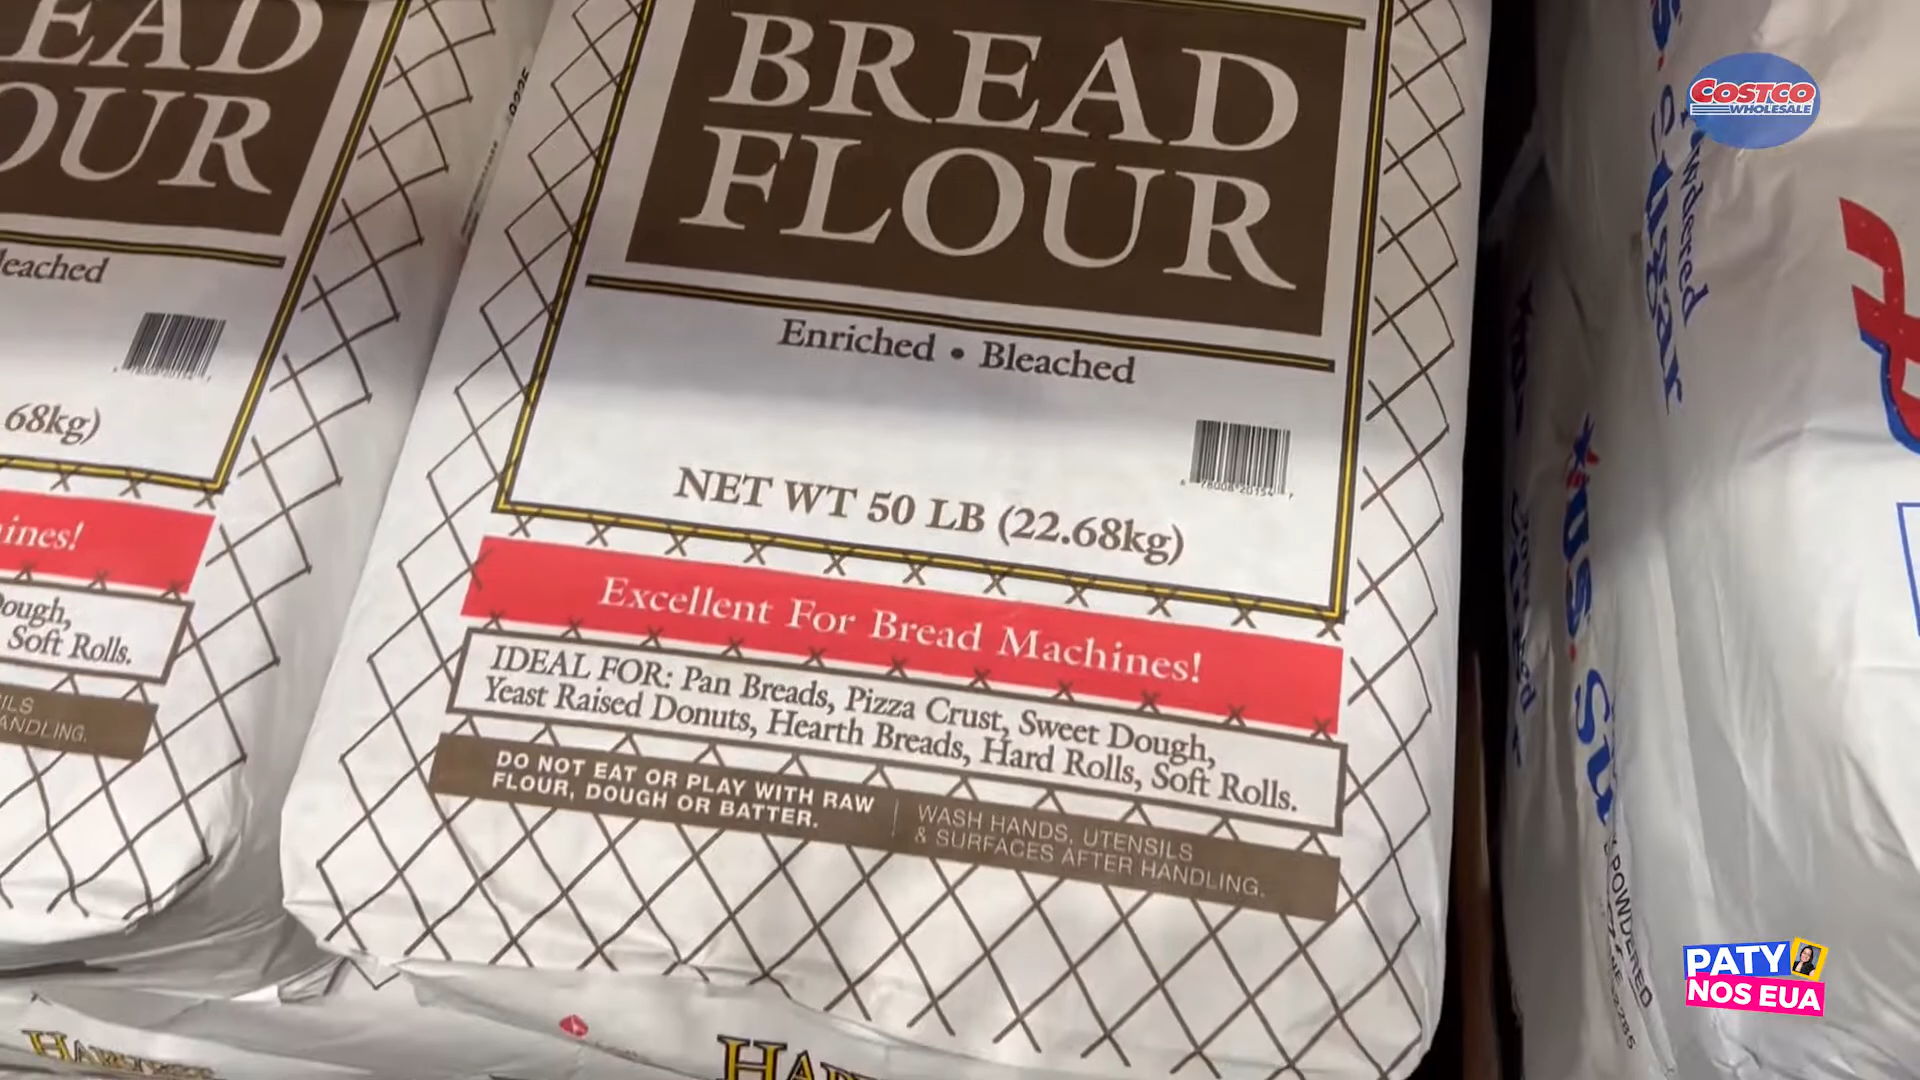 EAD
OUR
leached
68kg)
ines!
ough,
Soft Rolls.
ILS
ANDLING.
BREAD
FLOUR
Enriched • Bleached
NET WT 50 LB (22.68kg)
Excellent For Bread Machines!
IDEAL FOR: Pan Breads, Pizza Crust, Sweet Dough,
Yeast Raised Donuts, Hearth Breads, Hard Rolls, Soft Rolls.
DO NOT EAT OR PLAY WITH RAW
FLOUR, DOUGH OR BATTER.
WASH HANDS, UTENSILS
& SURFACES AFTER HANDLING.
COSTCO
WHOLESALE
Sugar
POWDERED
PATY
NOS EUA